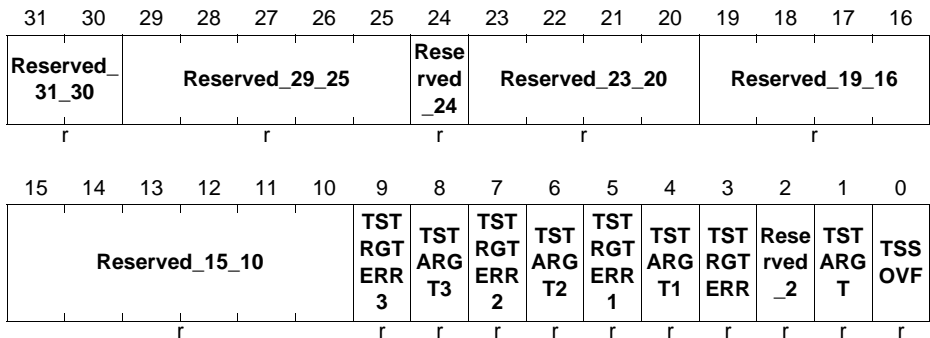 31 30 29 28 27 26 25 24 23 22 21 20 19 18 17 16
Reserved_
31_30
Reserved_29_25
Rese
rved
_24
Reserved_23_20
Reserved_19_16
r r r r r
15 14 13 12 11 10 9 8 7 6 5 4 3 2 1 0
Reserved_15_10
TST
RGT
ERR
3
TST
ARG
T3
TST
RGT
ERR
2
TST
ARG
T2
TST
RGT
ERR
1
TST
ARG
T1
TST
RGT
ERR
Rese
rved
_2
TST
ARG
T
TSS
OVF
r r r r r r r r r r r